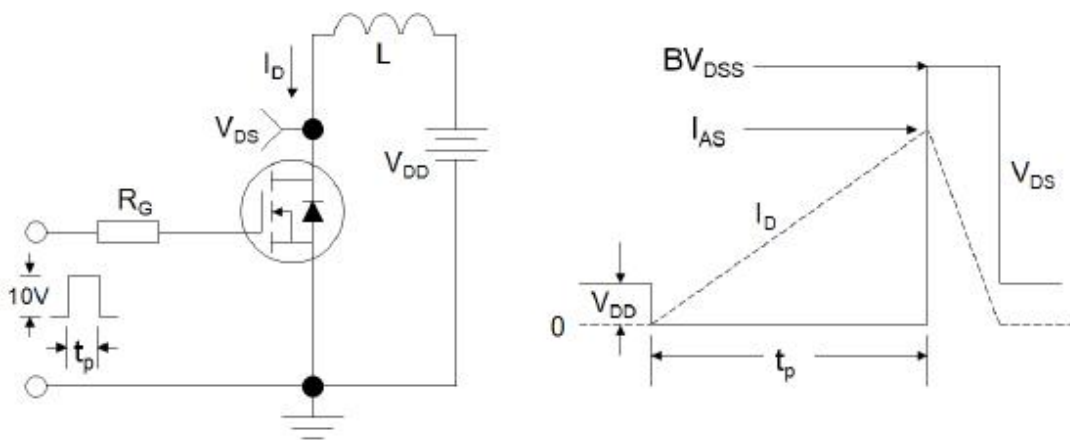 L
I_D
V_DS
V_DD
R_G
10V
t_p
BV_DSS
I_AS
V_DS
I_D
V_DD
0
t_p